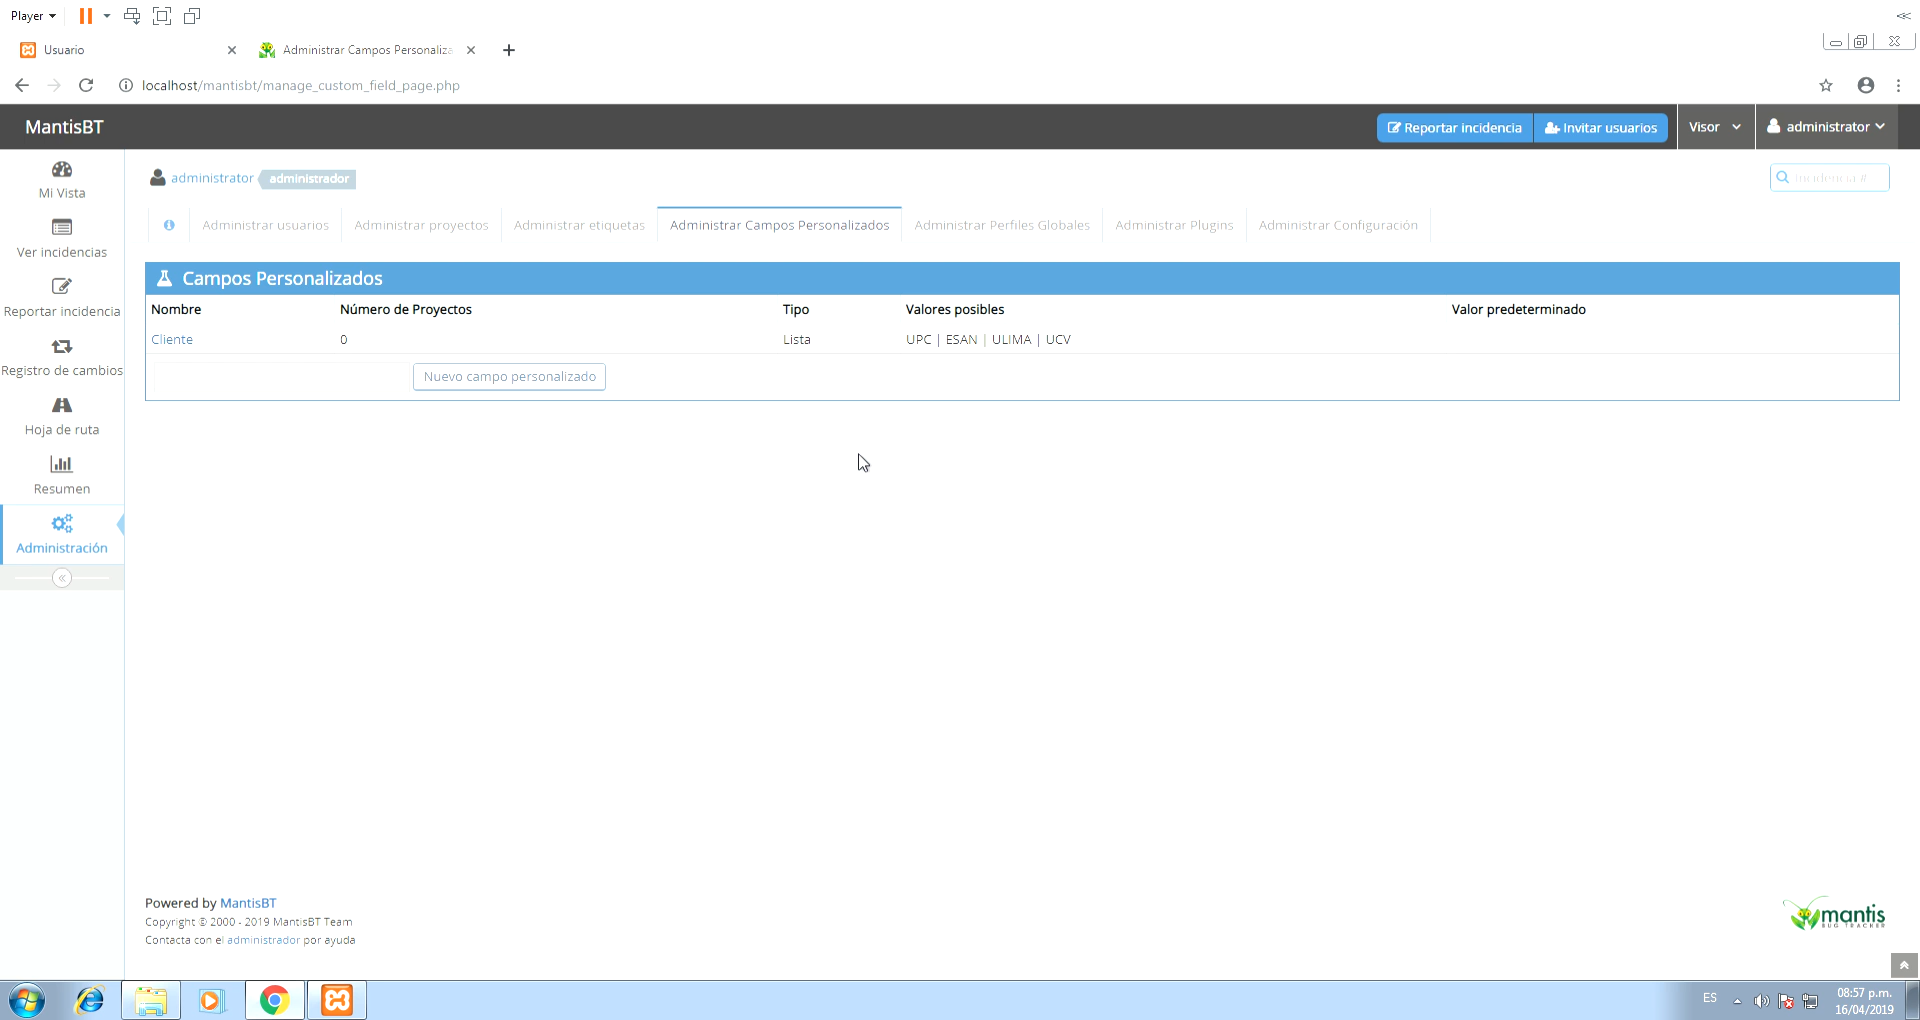 Player
Usuario
Administrar Campos Personaliza
localhost/mantisbt/manage_custom_field_page.php
MantisBT
Reportar incidencia
Invitar usuarios
Visor
administrator
Mi Vista
Ver incidencias
Reportar incidencia
Registro de cambios
Hoja de ruta
Resumen
Administración
administrator administrador
incidencia #
Administrar usuarios
Administrar proyectos
Administrar etiquetas
Administrar Campos Personalizados
Administrar Perfiles Globales
Administrar Plugins
Administrar Configuración
Campos Personalizados
Nombre Número de Proyectos Tipo Valores posibles Valor predeterminado
Cliente 0 Lista UPC | ESAN | ULIMA | UCV
Nuevo campo personalizado
Powered by MantisBT
Copyright © 2000 - 2019 MantisBT Team
Contacta con el administrador por ayuda
mantis
BUG TRACKER
ES
08:57 p.m.
16/04/2019